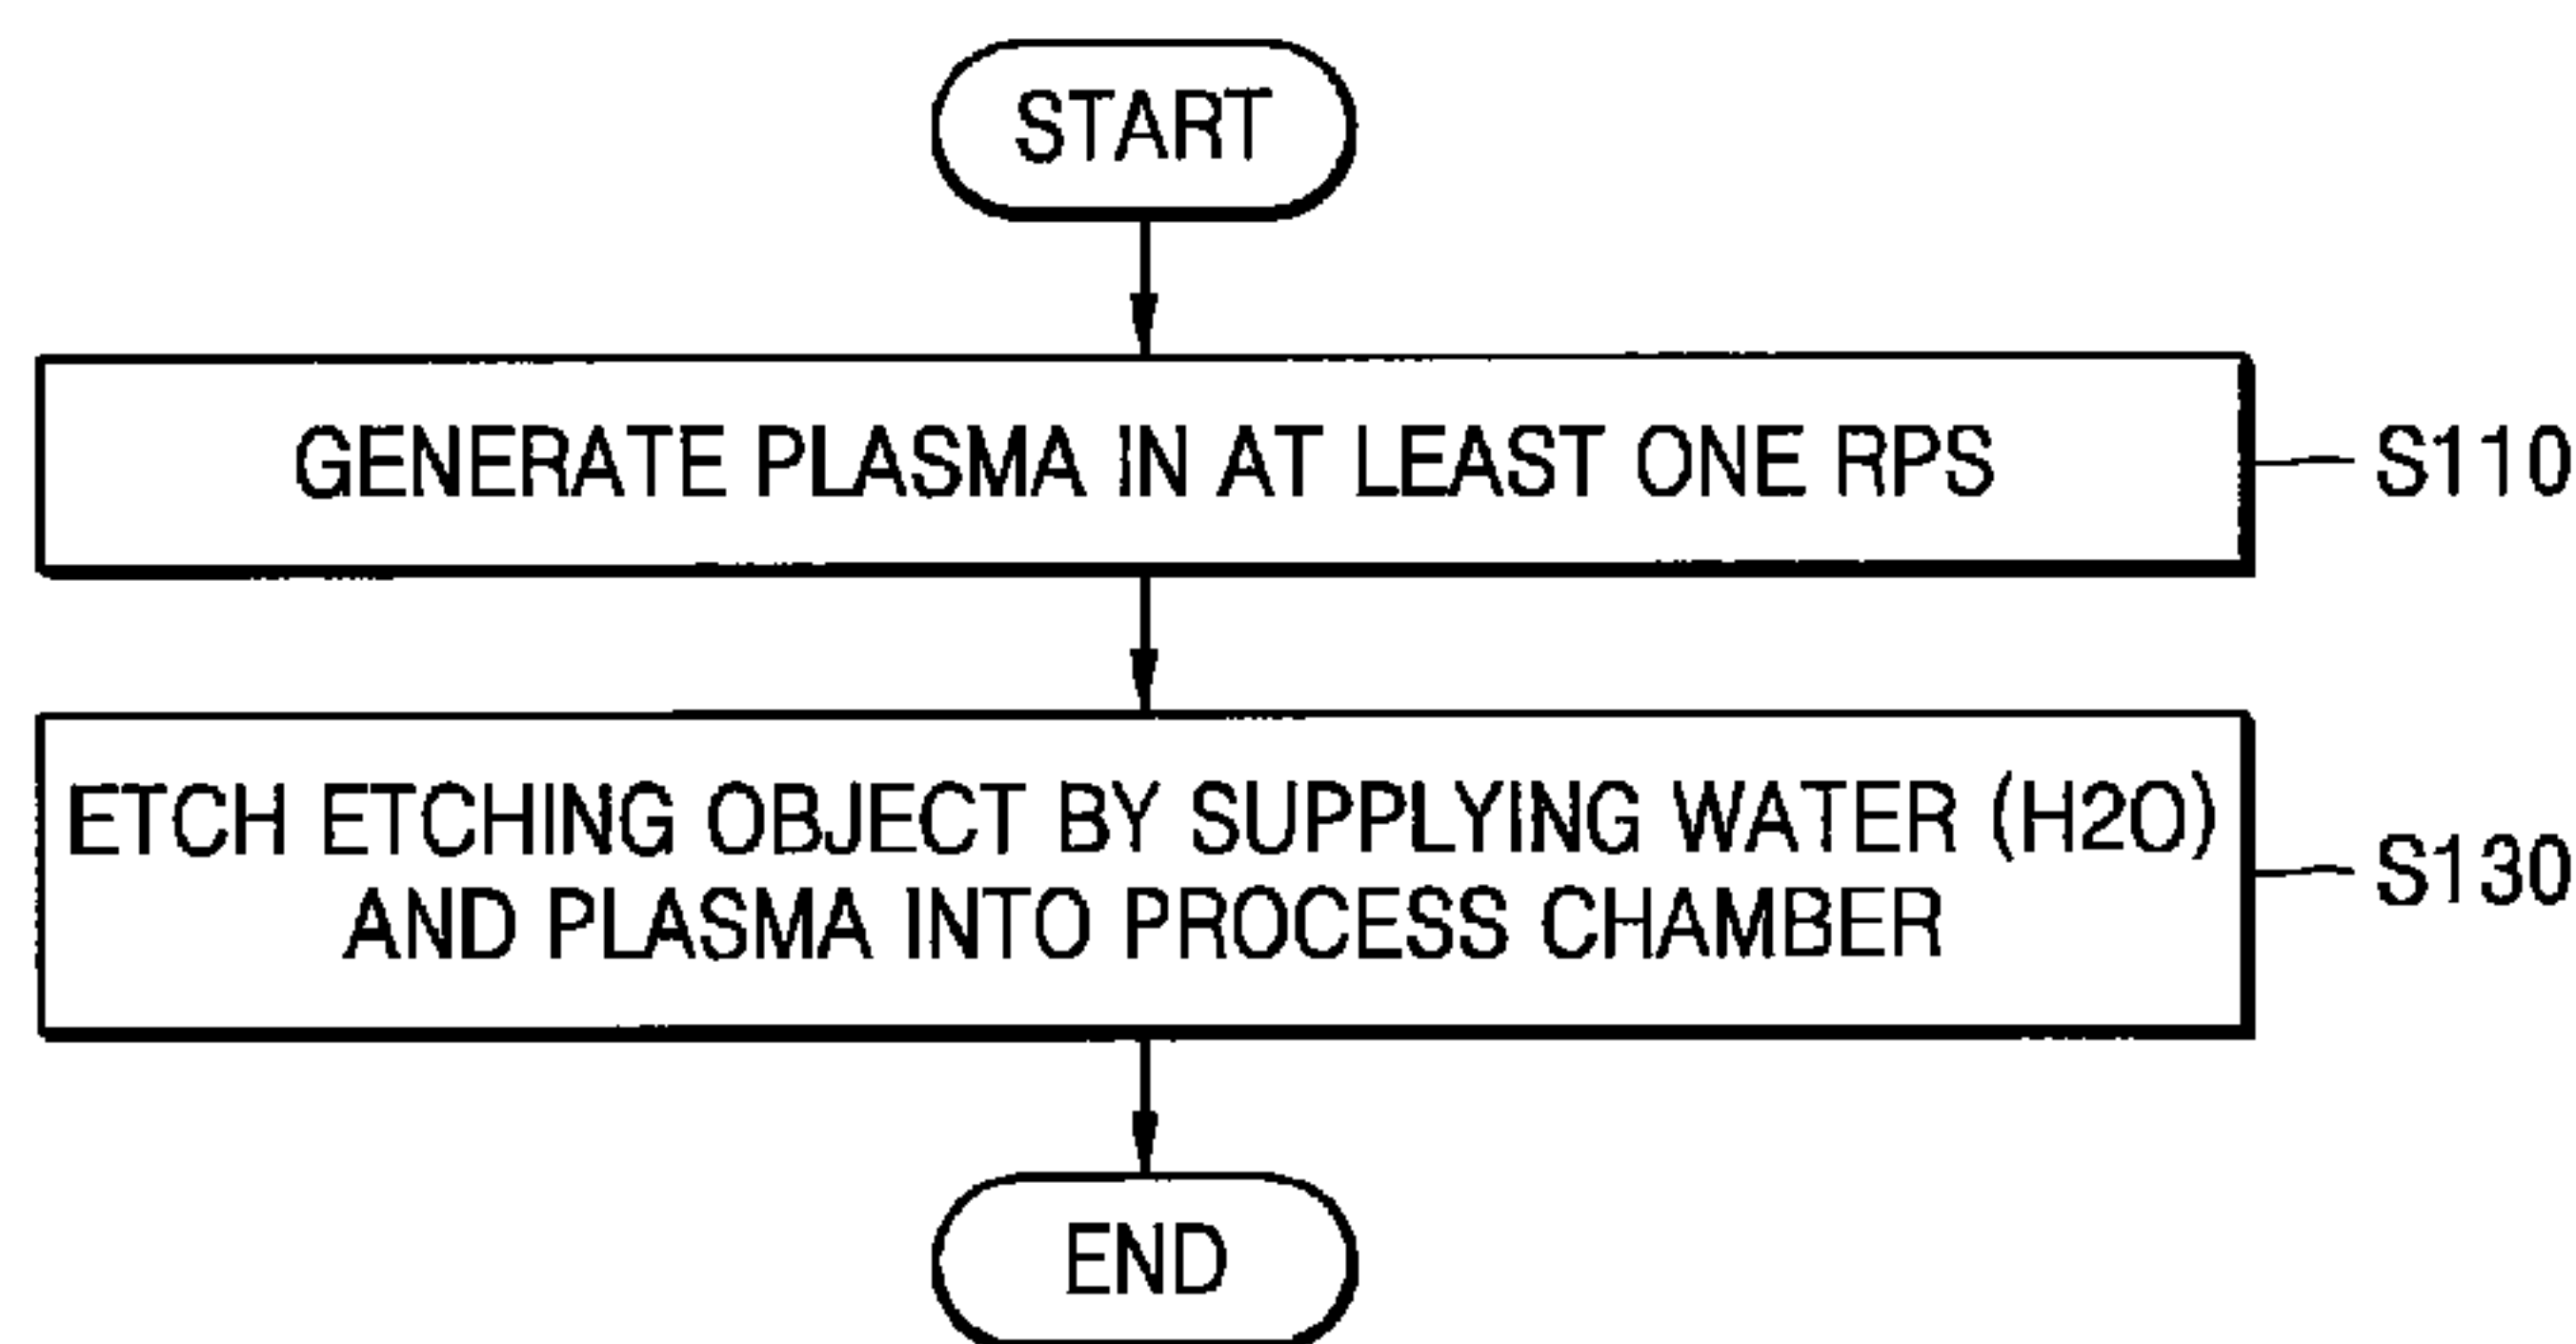 START
GENERATE PLASMA IN AT LEAST ONE RPS
S110
ETCH ETCHING OBJECT BY SUPPLYING WATER (H2O)
AND PLASMA INTO PROCESS CHAMBER
S130
END